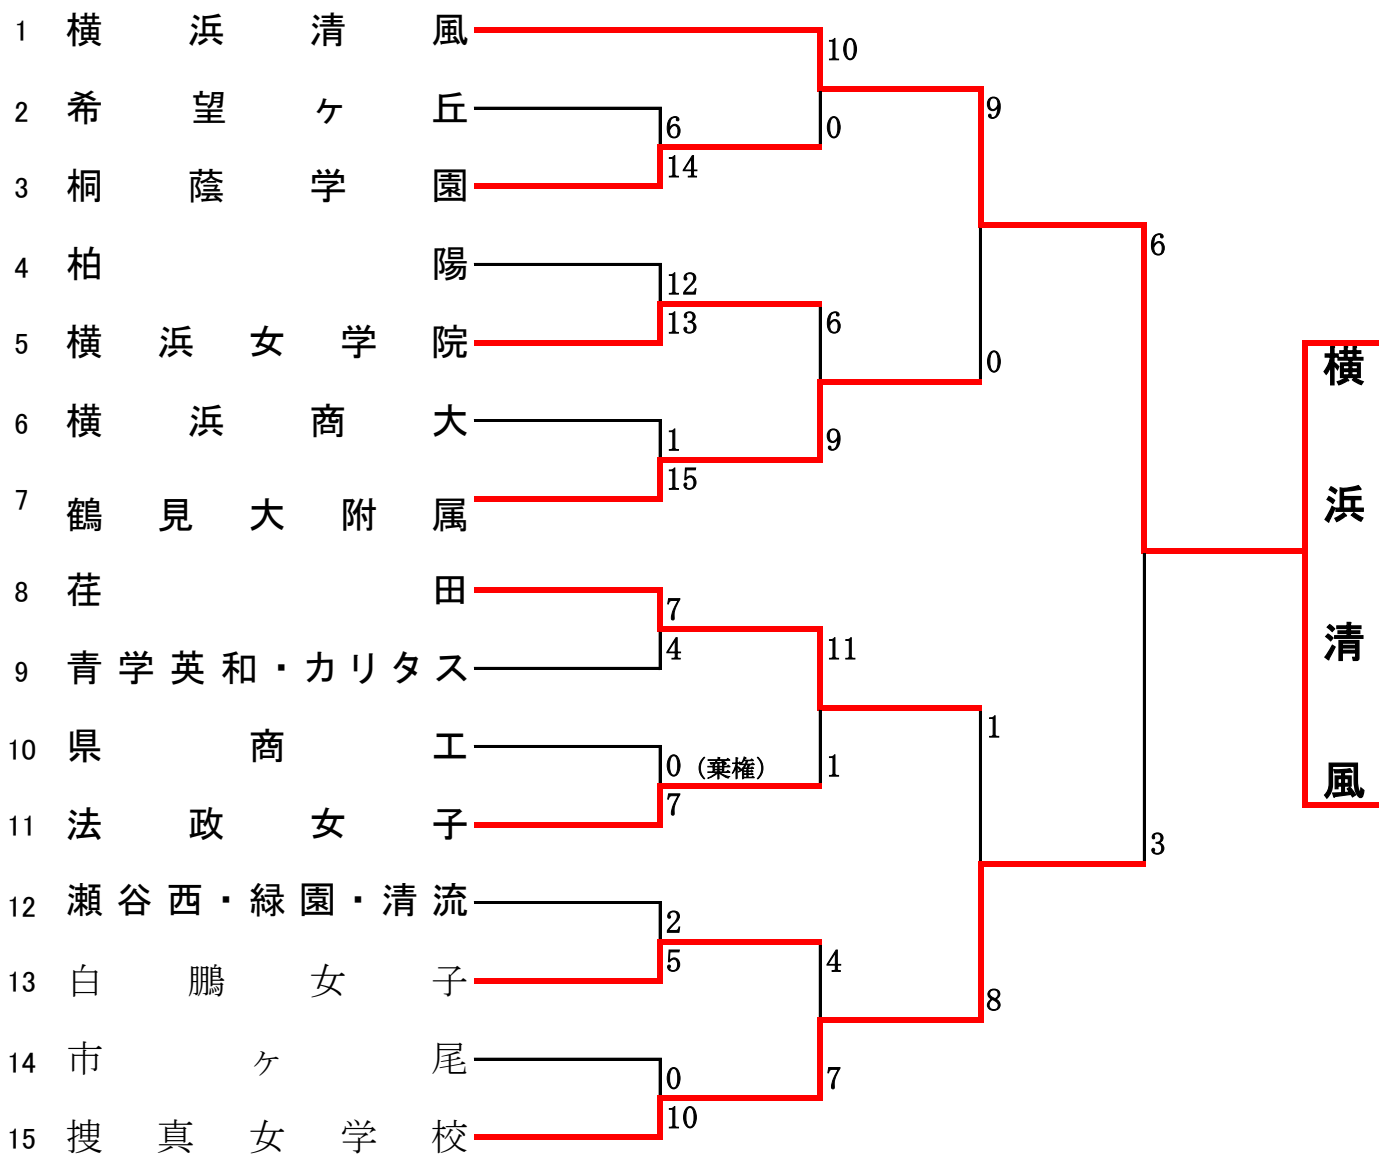 1 横浜清風
10
2 希望ヶ丘
9
6
0
14
3 桐蔭学園
6
4 柏陽
12
13
6
5 横浜女学院
0
横浜清風
6 横浜商大
1
9
15
7 鶴見大附属
8 荏田
7
4
11
9 青学英和・カリタス
1
10 県商工
0 (棄権)
1
7
11 法政女子
3
12 瀬谷西・緑園・清流
2
5
4
13 白鵬女子
8
14 市ヶ尾
0
7
10
15 捜真女学校